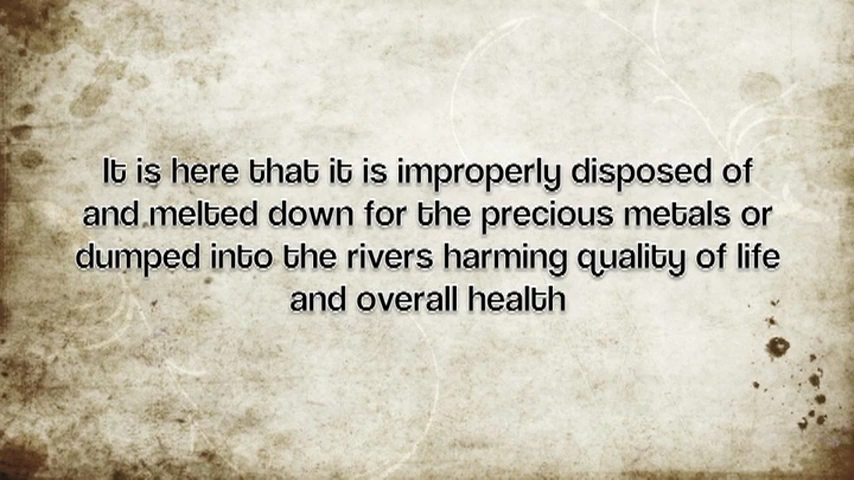 It is here that it is improperly disposed of
and melted down for the precious metals or
dumped into the rivers harming quality of life
and overall health